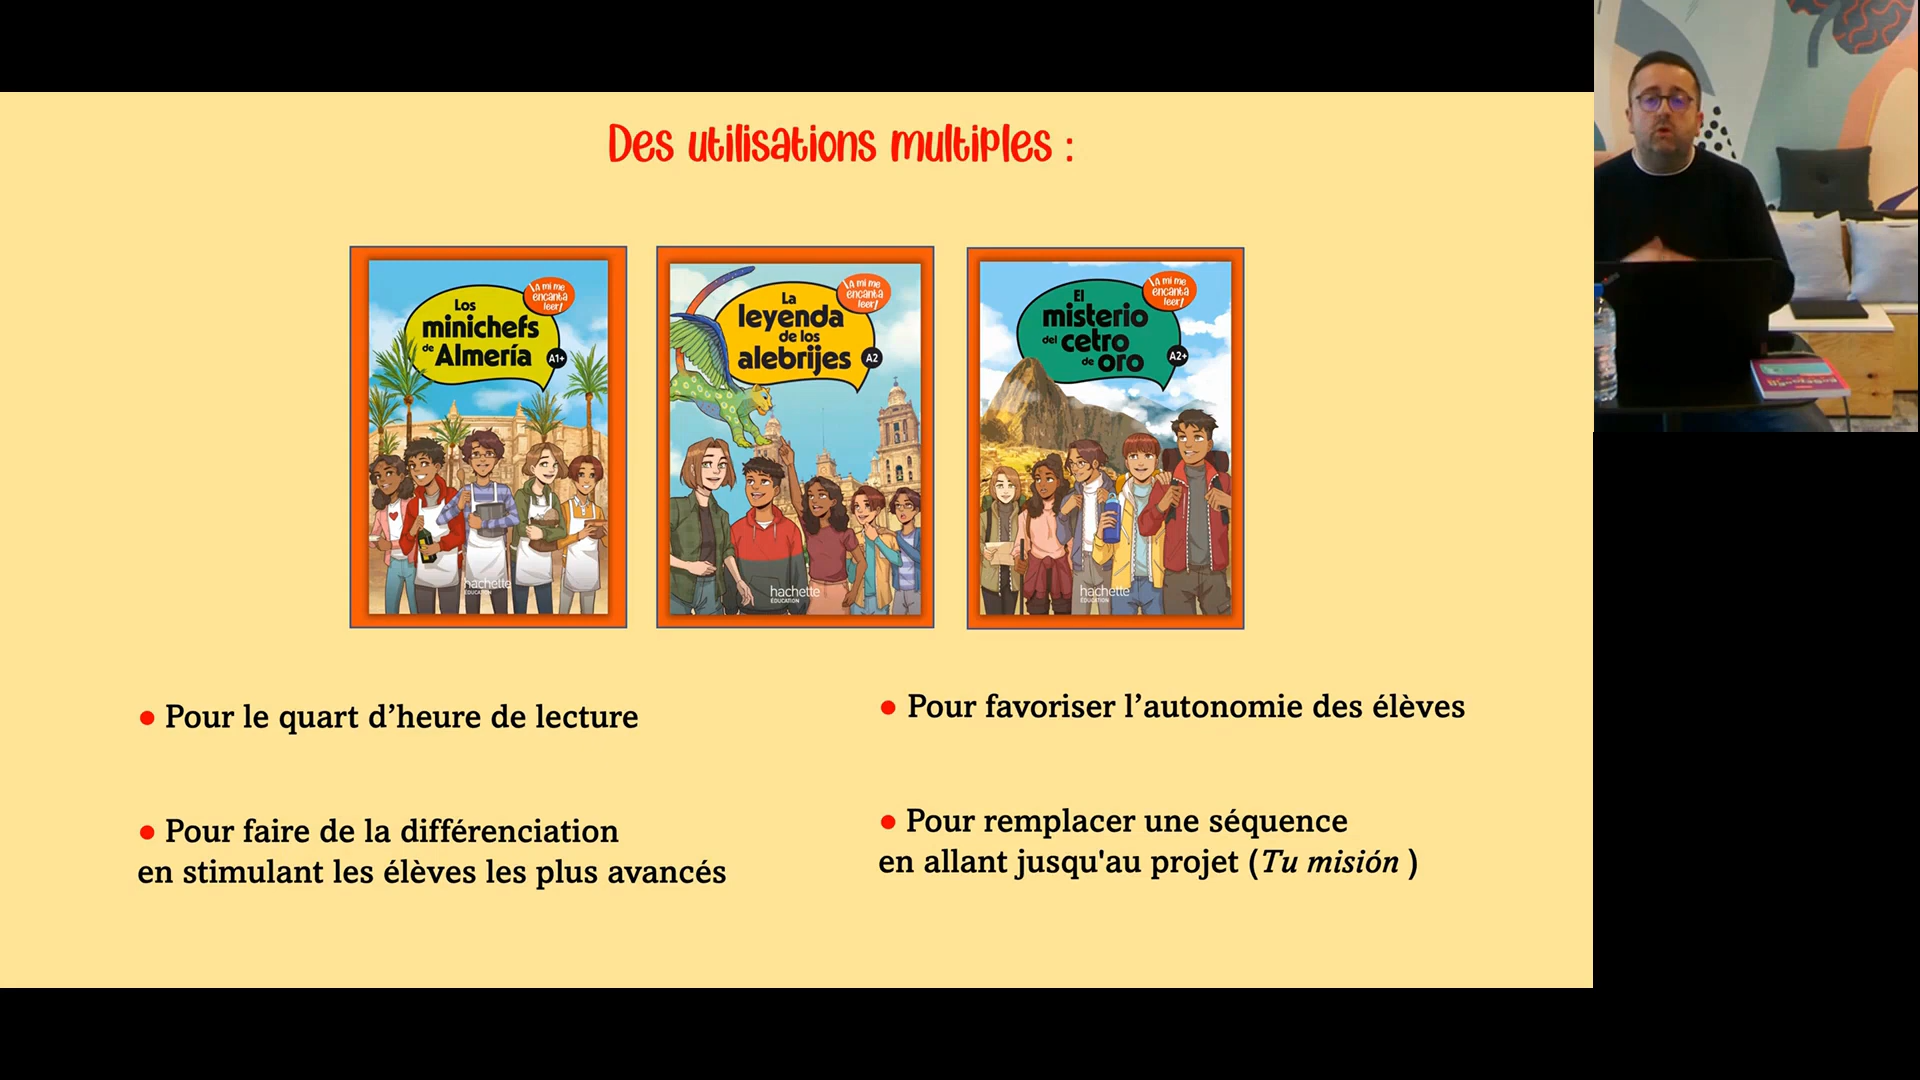 Des utilisations multiples :
¡A mí me
encanta
leer!
Los
minichefs
de Almería
A1+
hachette
ÉDUCATION
¡A mí me
encanta
leer!
La
leyenda
de los
alebrijes
A2
hachette
ÉDUCATION
¡A mí me
encanta
leer!
El
misterio
del cetro
de oro
A2+
hachette
ÉDUCATION
● Pour le quart d’heure de lecture
● Pour faire de la différenciation
en stimulant les élèves les plus avancés
● Pour favoriser l’autonomie des élèves
● Pour remplacer une séquence
en allant jusqu'au projet (Tu misión )